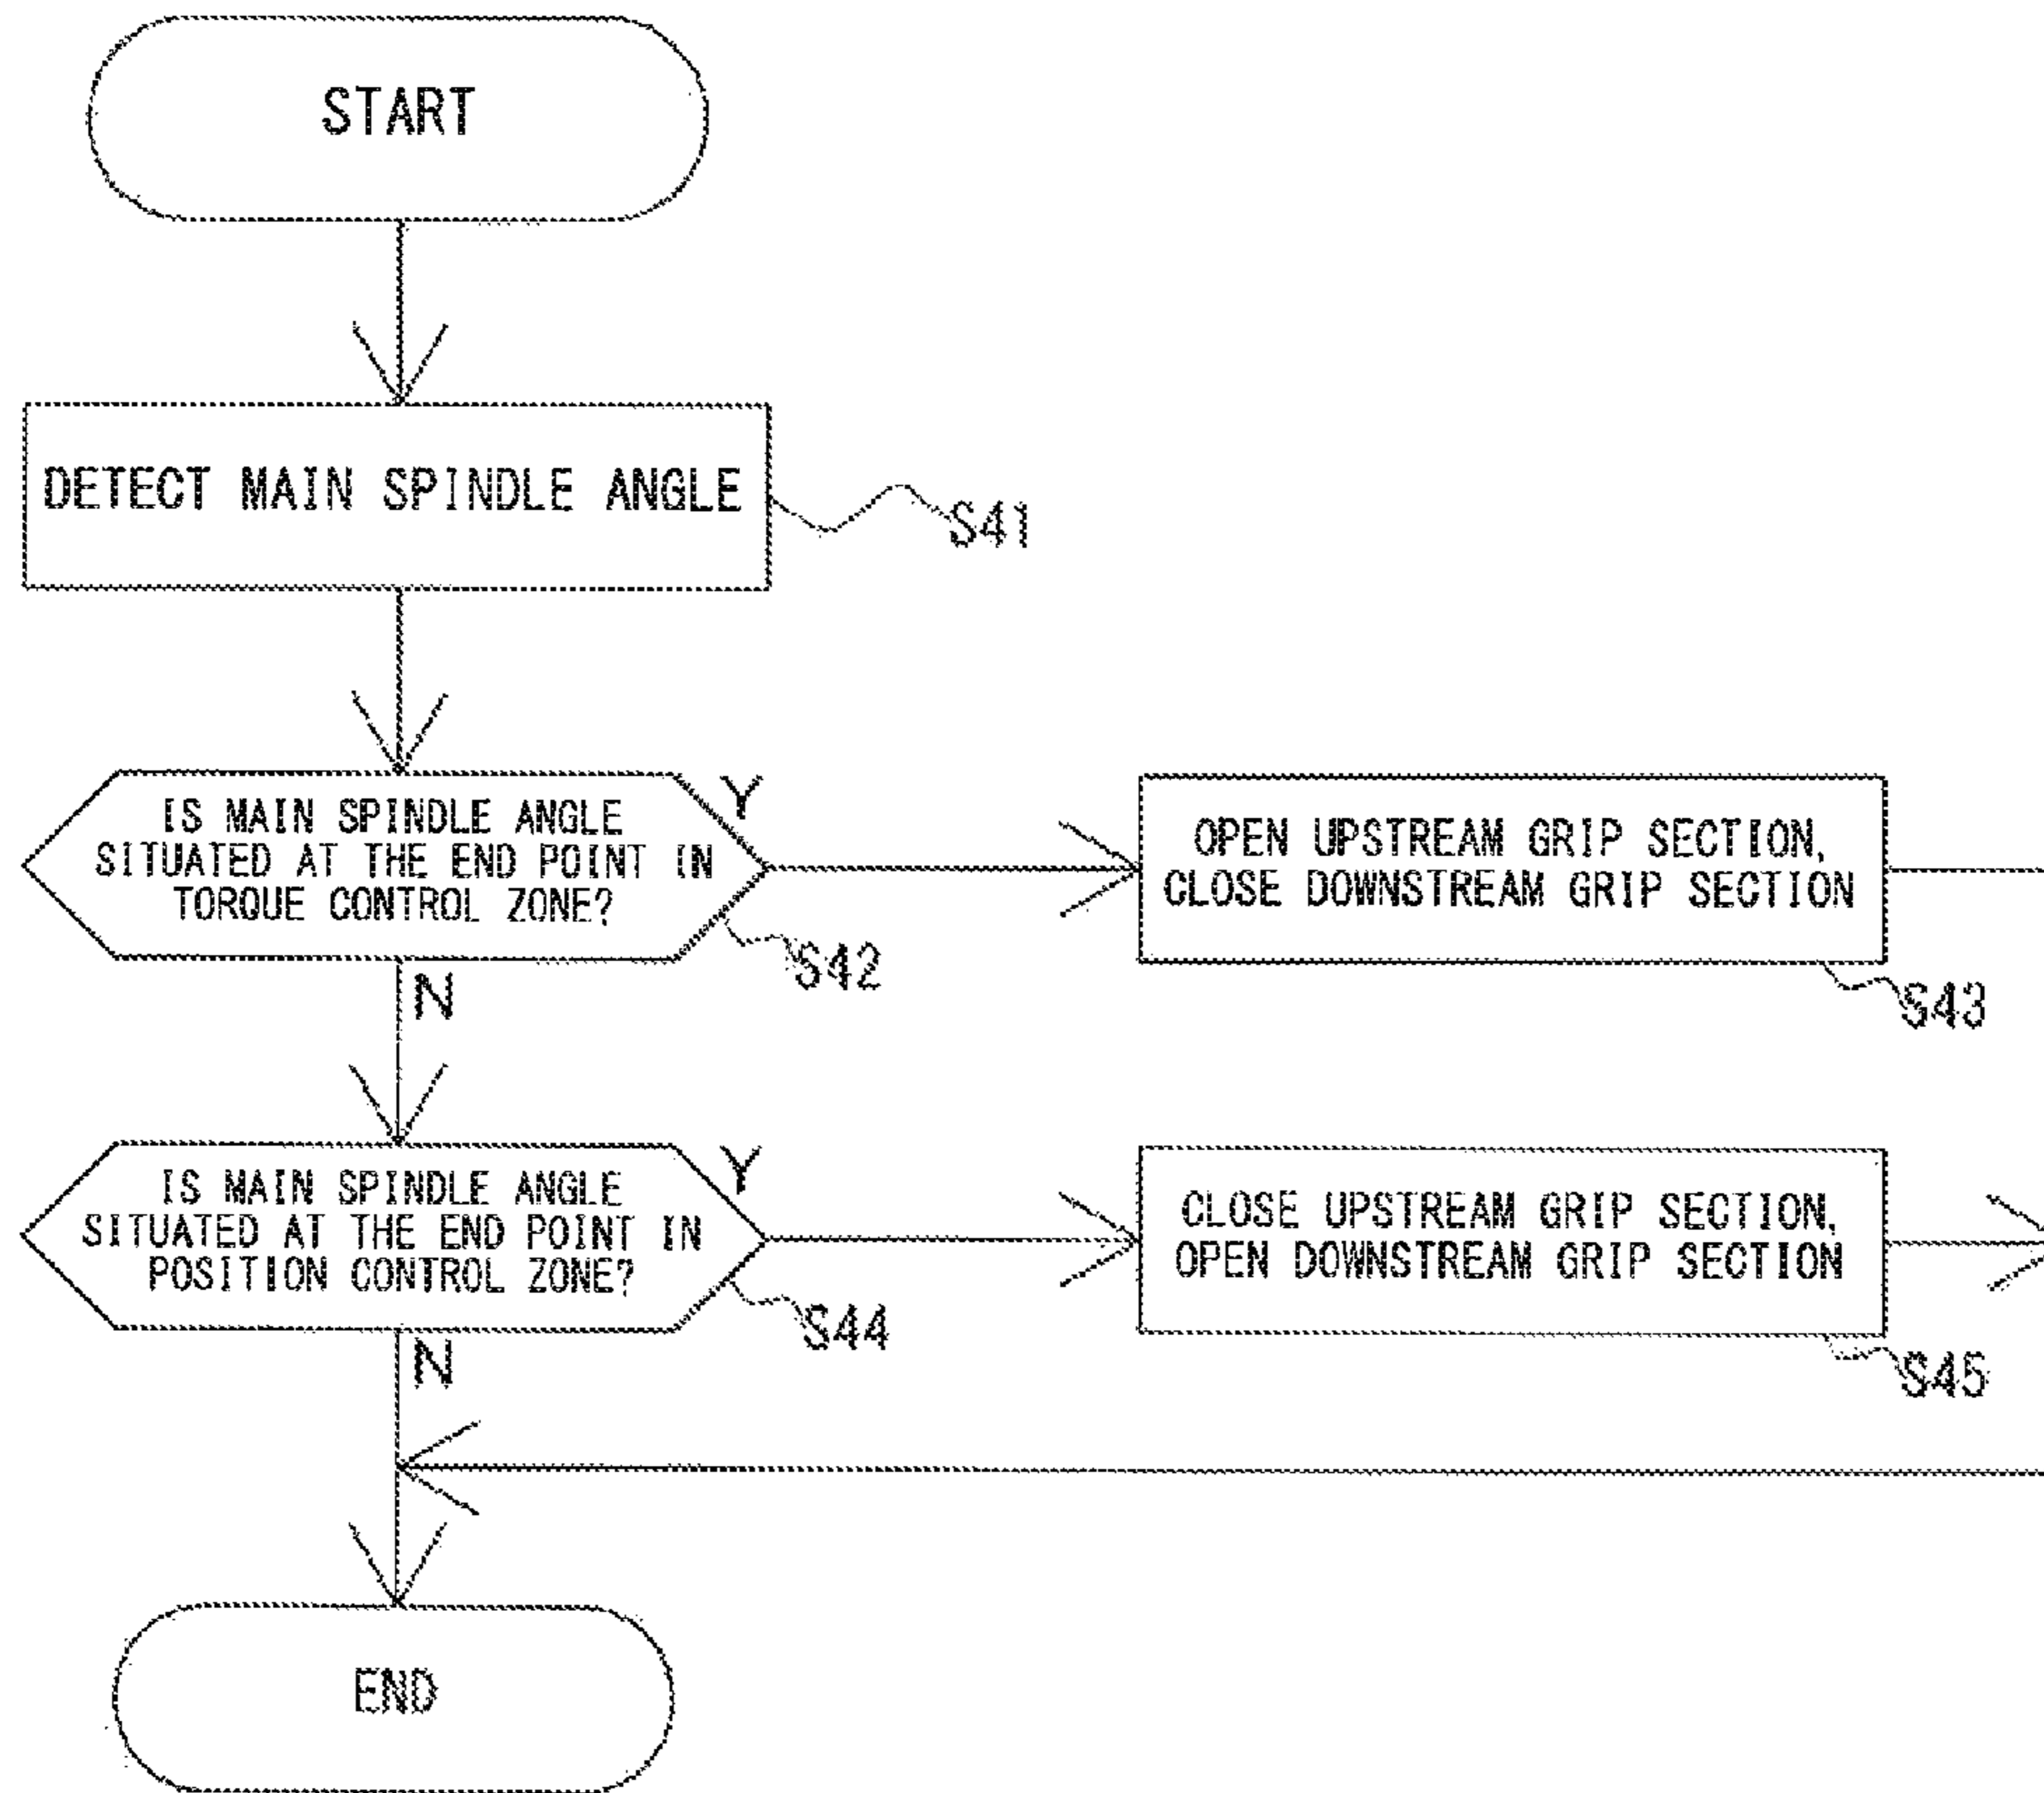 START
DETECT MAIN SPINDLE ANGLE
S41
IS MAIN SPINDLE ANGLE
SITUATED AT THE END POINT IN
TORQUE CONTROL ZONE?
Y
S42
N
OPEN UPSTREAM GRIP SECTION,
CLOSE DOWNSTREAM GRIP SECTION
S43
IS MAIN SPINDLE ANGLE
SITUATED AT THE END POINT IN
POSITION CONTROL ZONE?
Y
S44
N
CLOSE UPSTREAM GRIP SECTION,
OPEN DOWNSTREAM GRIP SECTION
S45
END